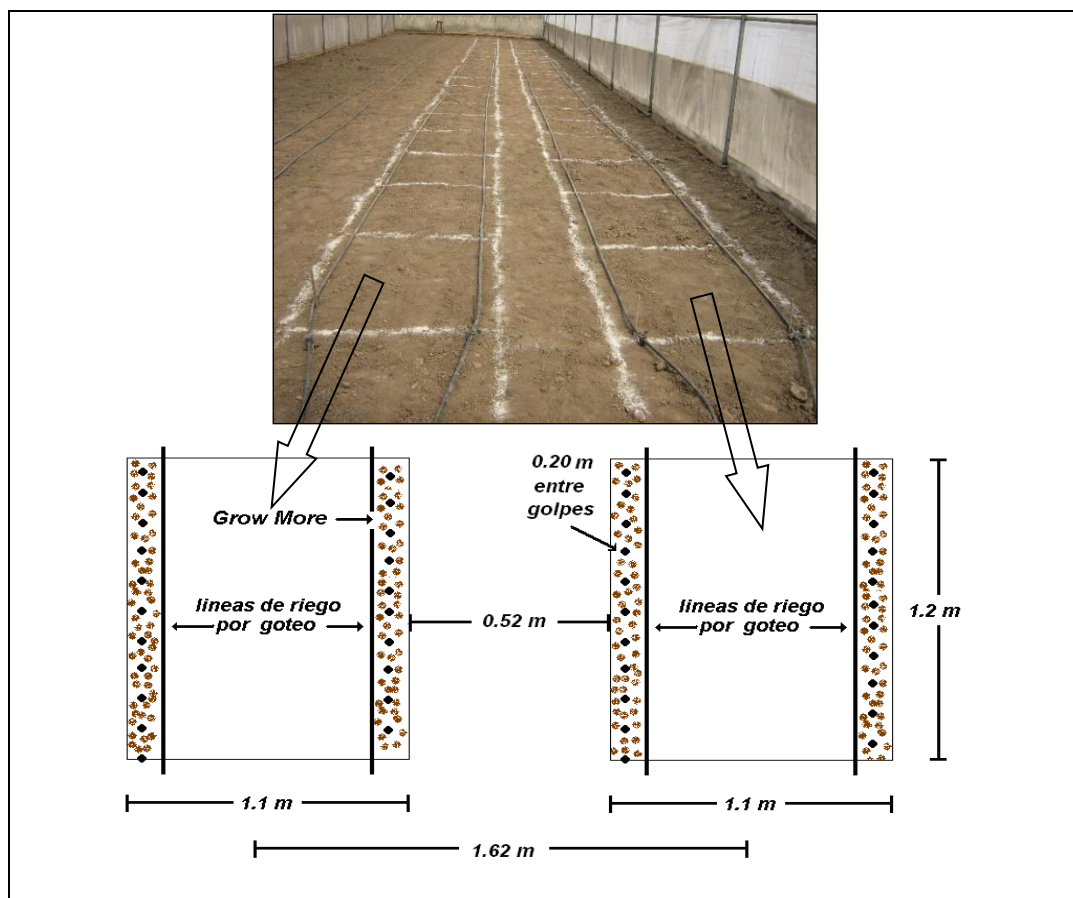 0.20 m
entre
golpes
Grow More
lineas de riego
por goteo
0.52 m
lineas de riego
por goteo
1.2 m
1.1 m
1.1 m
1.62 m